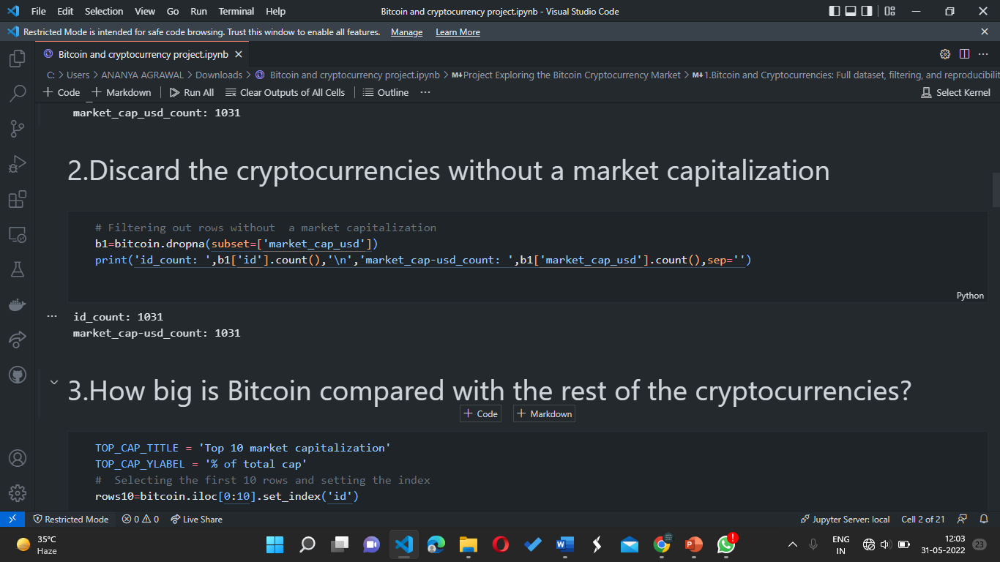 File Edit Selection View Go Run Terminal Help Bitcoin and cryptocurrency project.ipynb - Visual Studio Code
Restricted Mode is intended for safe code browsing. Trust this window to enable all features. Manage Learn More
Bitcoin and cryptocurrency project.ipynb
C: > Users > ANANYA AGRAWAL > Downloads > Bitcoin and cryptocurrency project.ipynb > M↓Project Exploring the Bitcoin Cryptocurrency Market > M↓1.Bitcoin and Cryptocurrencies: Full dataset, filtering, and reproducibilit
+ Code + Markdown Run All Clear Outputs of All Cells Outline ... Select Kernel
market_cap_usd_count: 1031
2.Discard the cryptocurrencies without a market capitalization
# Filtering out rows without  a market capitalization
b1=bitcoin.dropna(subset=['market_cap_usd'])
print('id_count: ',b1['id'].count(),'\n','market_cap-usd_count: ',b1['market_cap_usd'].count(),sep='')
Python
... id_count: 1031
market_cap-usd_count: 1031
3.How big is Bitcoin compared with the rest of the cryptocurrencies?
+ Code + Markdown
TOP_CAP_TITLE = 'Top 10 market capitalization'
TOP_CAP_YLABEL = '% of total cap'
#  Selecting the first 10 rows and setting the index
rows10=bitcoin.iloc[0:10].set_index('id')
Restricted Mode 0 0 Live Share Jupyter Server: local Cell 2 of 21
35°C
Haze
ENG
IN
12:03
31-05-2022
23